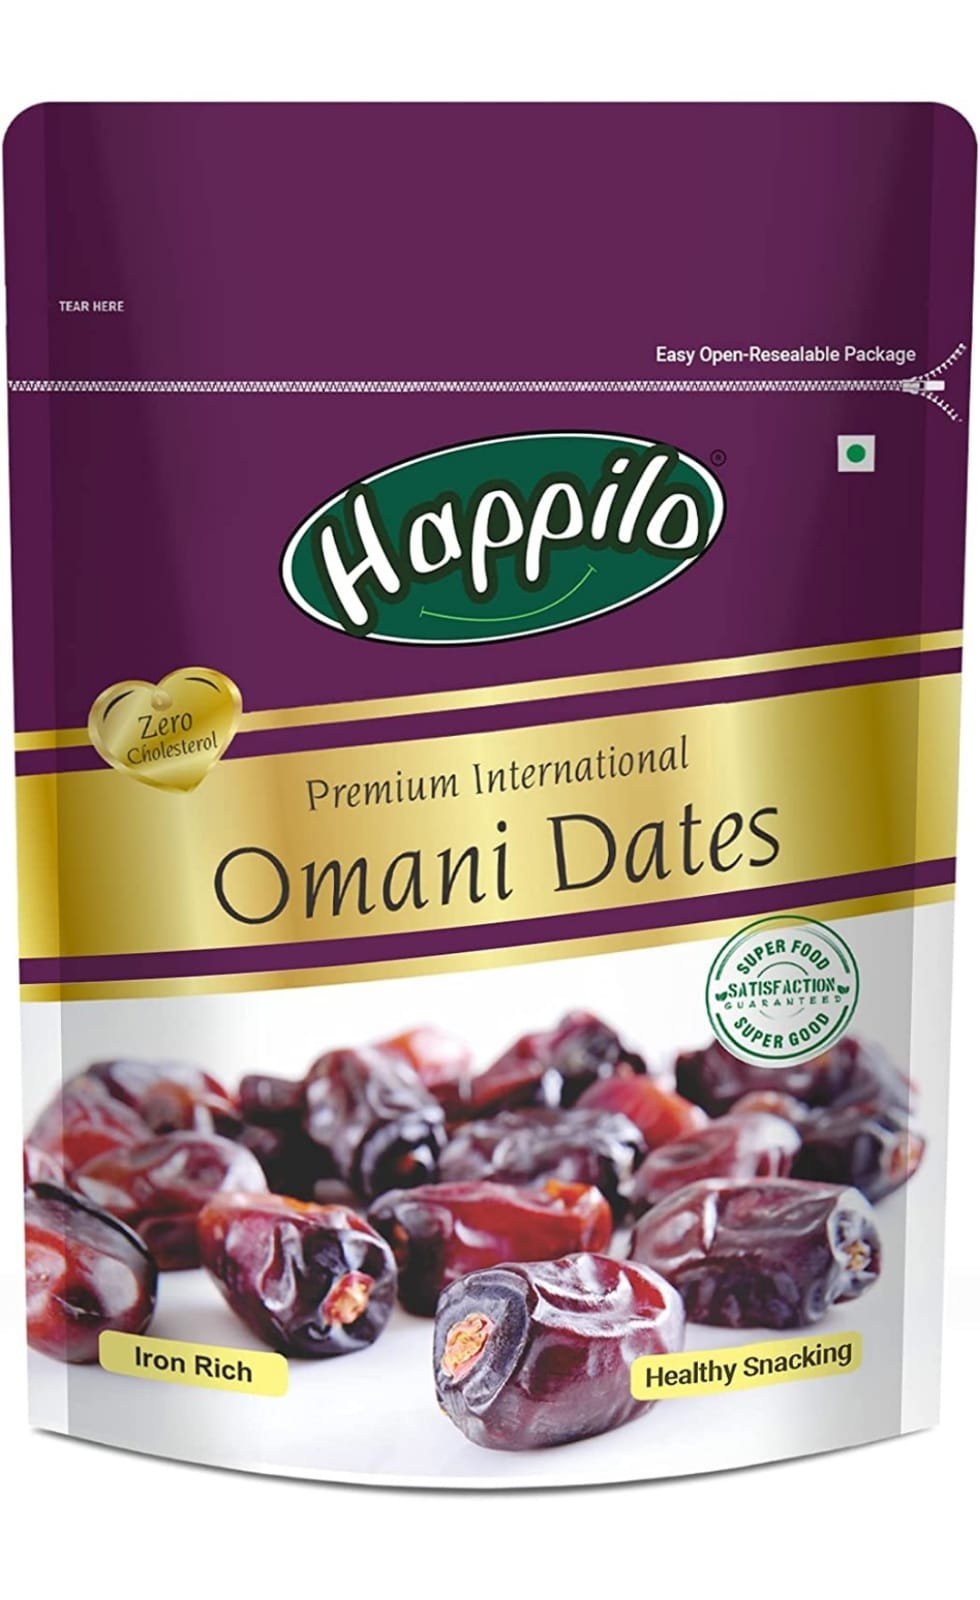 TEAR HERE
Easy Open-Resealable Package
Happilo
®
Zero
Cholesterol
Premium International
Omani Dates
SUPER FOOD
SATISFACTION
GUARANTEED
SUPER GOOD
Iron Rich
Healthy Snacking